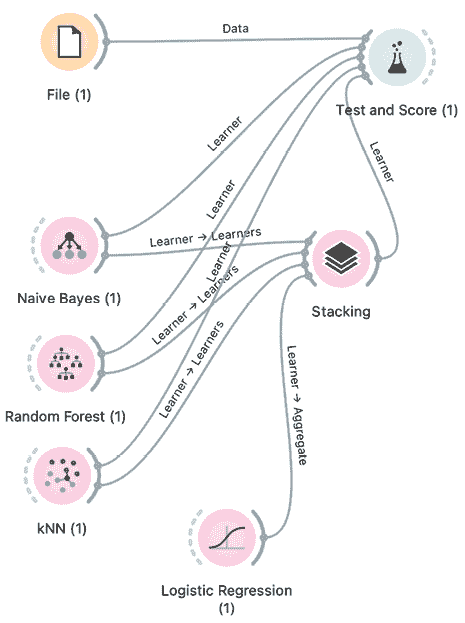 Data
File (1)
Test and Score (1)
Learner
Learner
Learner
Learner → Learners
Naive Bayes (1)
Learner
Learner → Learners
Stacking
Random Forest (1)
Learner → Learners
Learner → Aggregate
kNN (1)
Logistic Regression
(1)